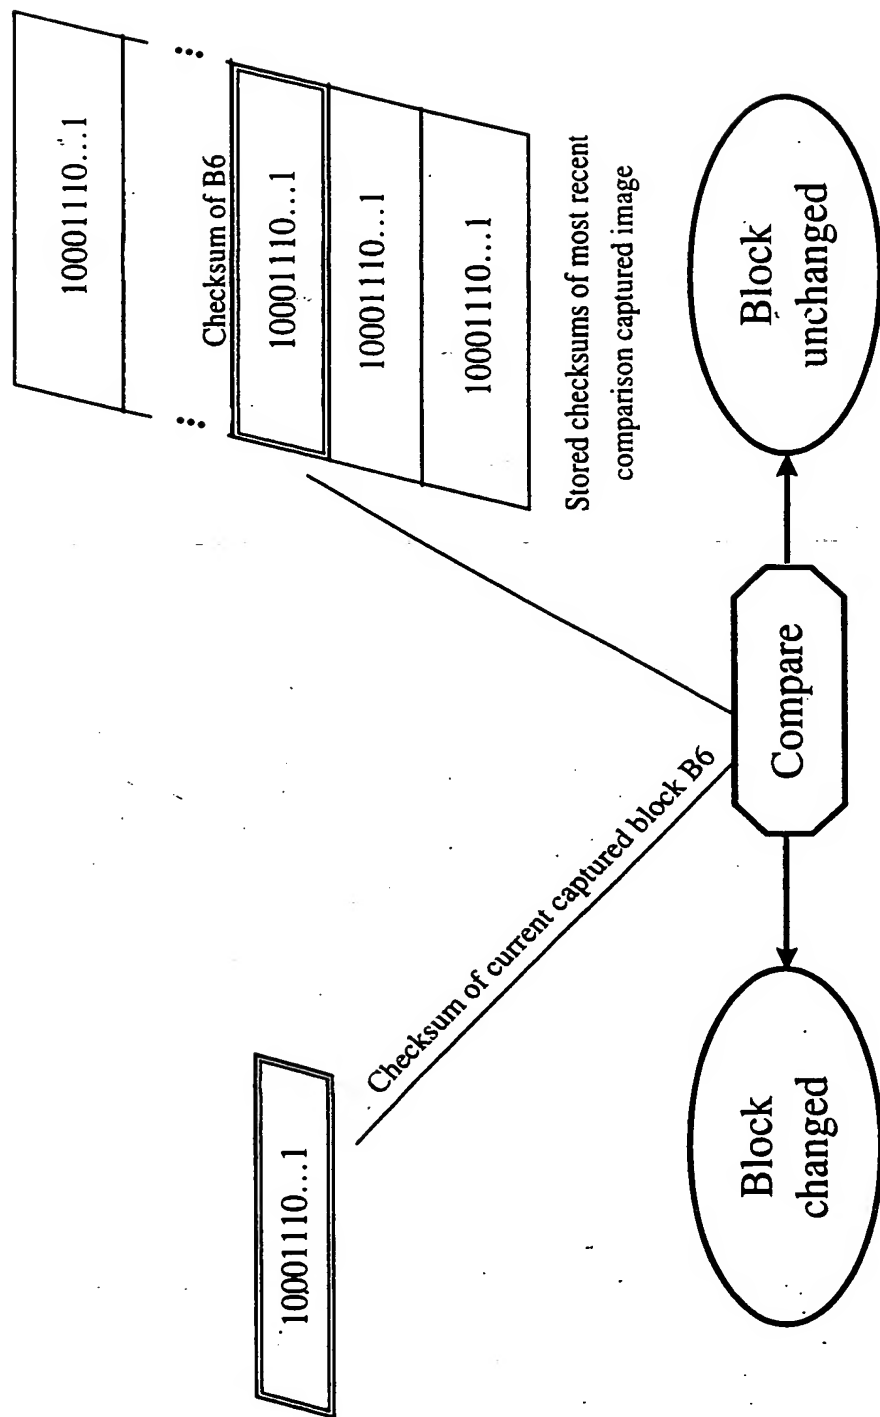 10001110...1
Checksum of B6
10001110...1
10001110...1
10001110...1
Stored checksums of most recent
comparison captured image
10001110...1
Checksum of current captured block B6
Compare
Block
changed
Block
unchanged